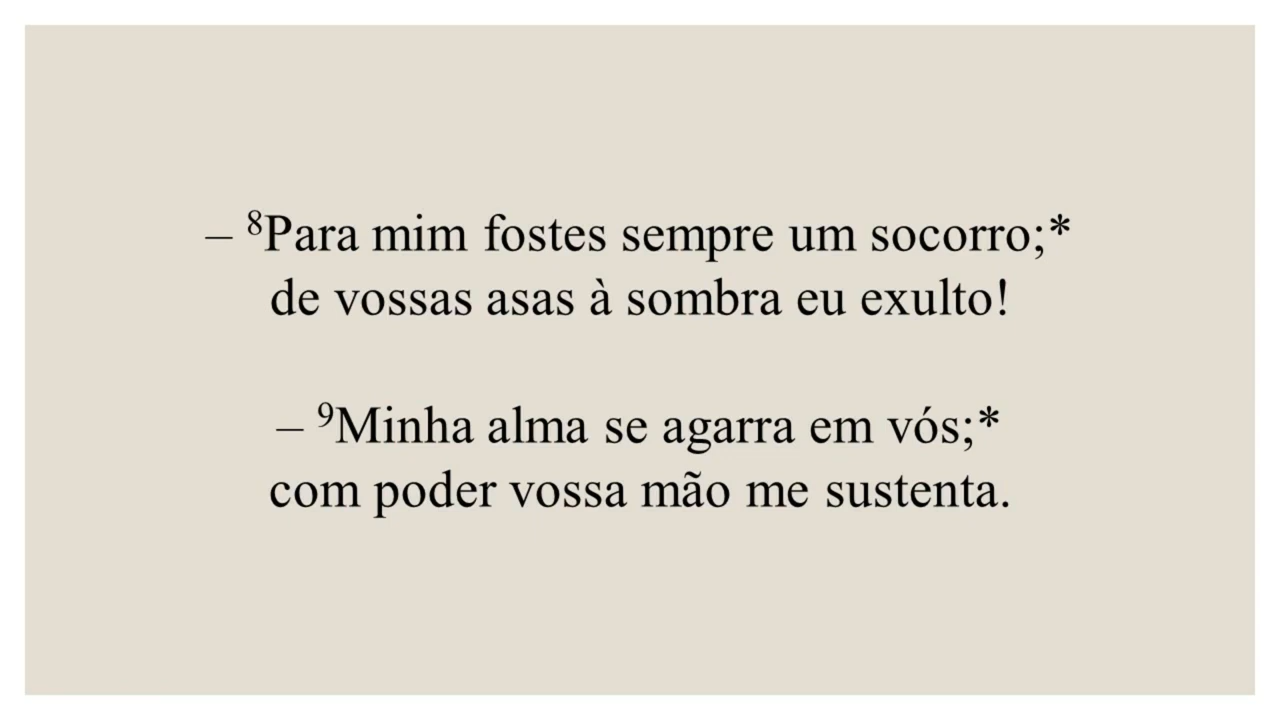 – ⁸Para mim fostes sempre um socorro;*
de vossas asas à sombra eu exulto!
– ⁹Minha alma se agarra em vós;*
com poder vossa mão me sustenta.